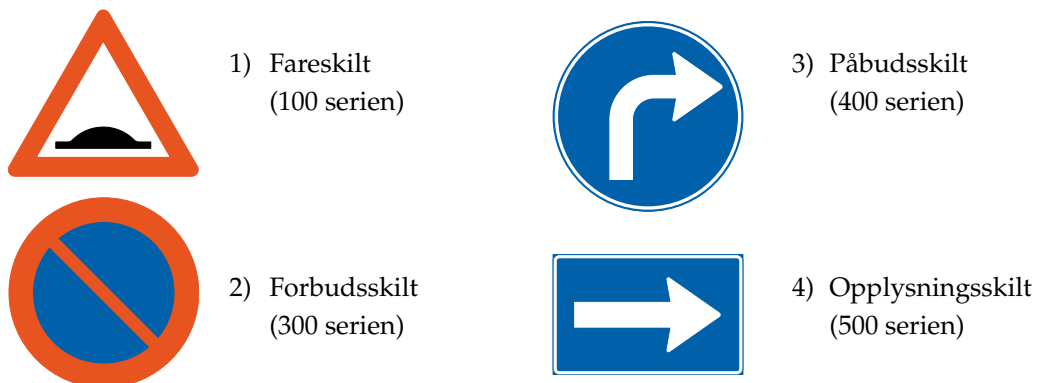 1) Fareskilt
(100 serien)
2) Forbudsskilt
(300 serien)
3) Påbudsskilt
(400 serien)
4) Opplysningsskilt
(500 serien)